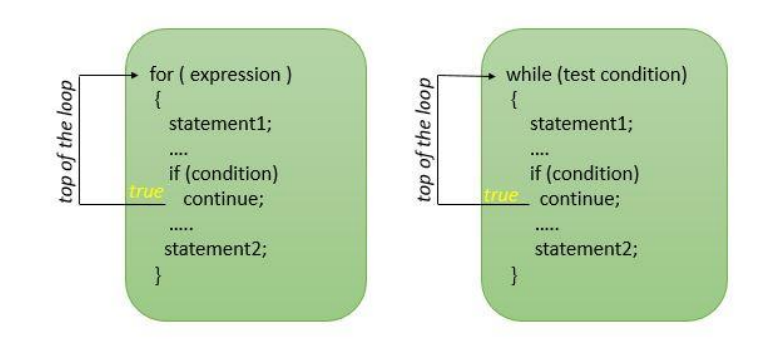 top of the loop
for ( expression )
{
statement1;
....
if (condition)
true
continue;
.....
statement2;
}
top of the loop
while (test condition)
{
statement1;
....
if (condition)
true
continue;
.....
statement2;
}